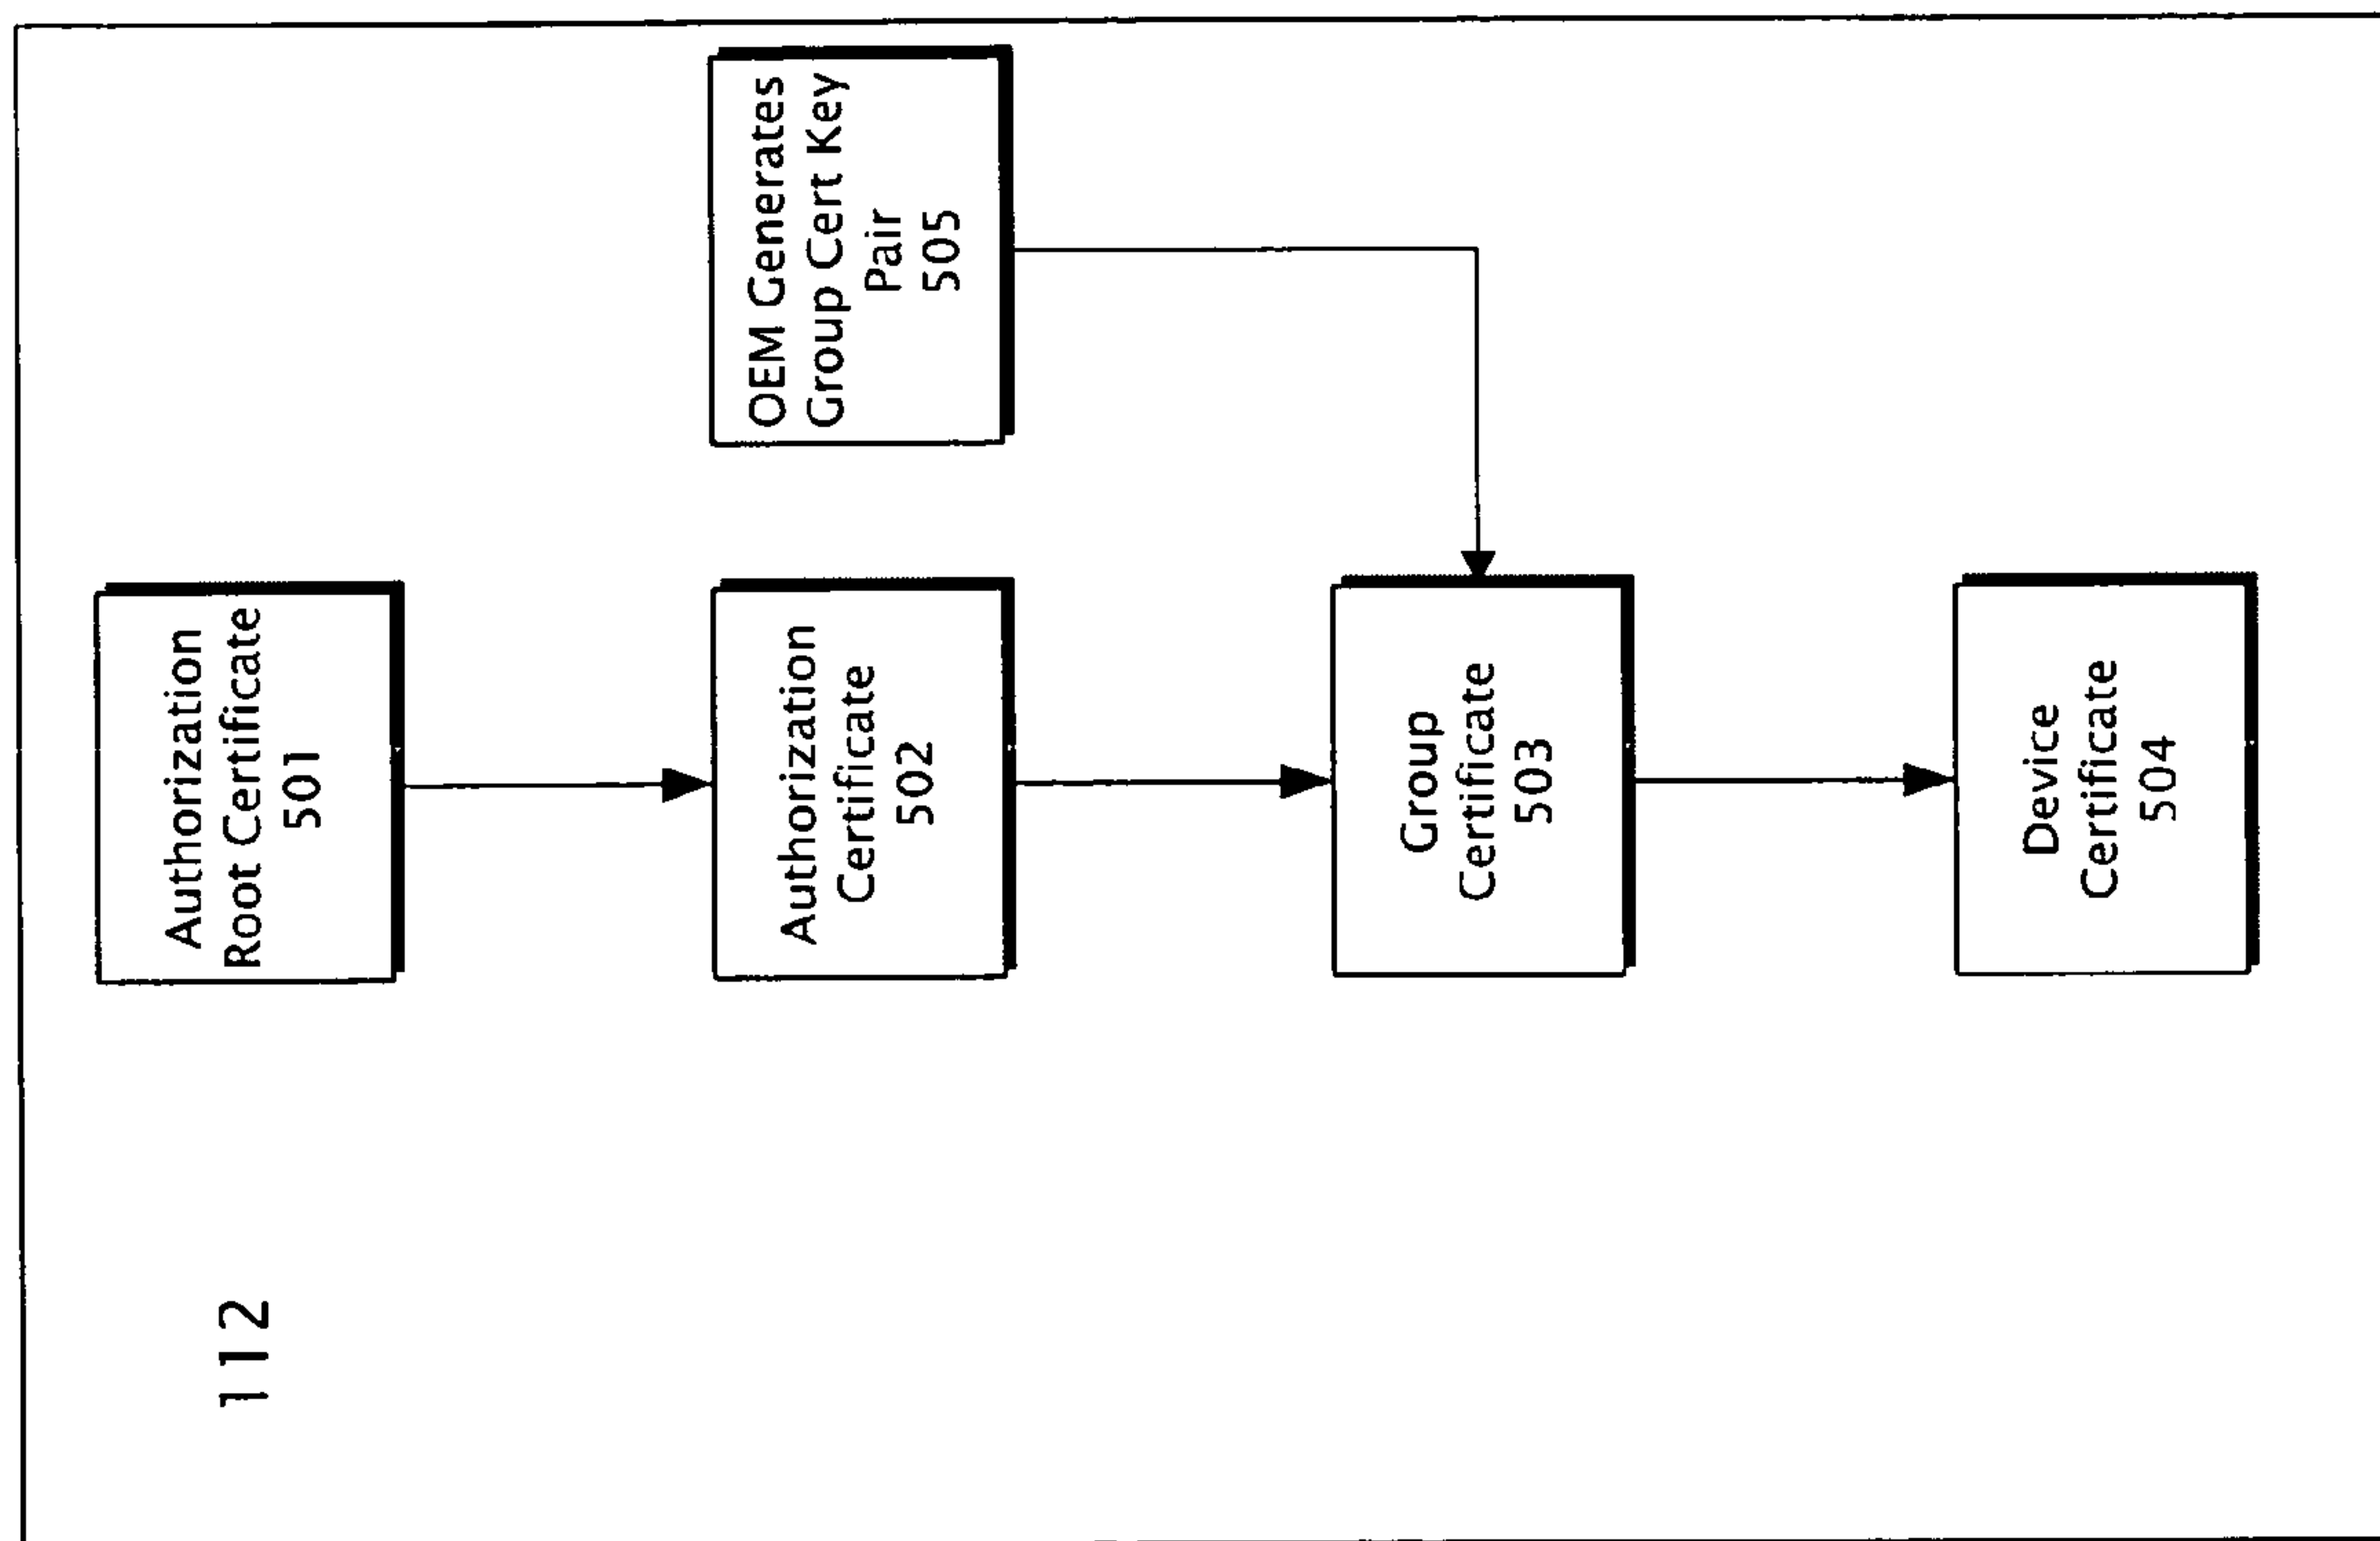 112
Authorization
Root Certificate
501
Authorization
Certificate
502
OEM Generates
Group Cert Key
Pair
505
Group
Certificate
503
Device
Certificate
504